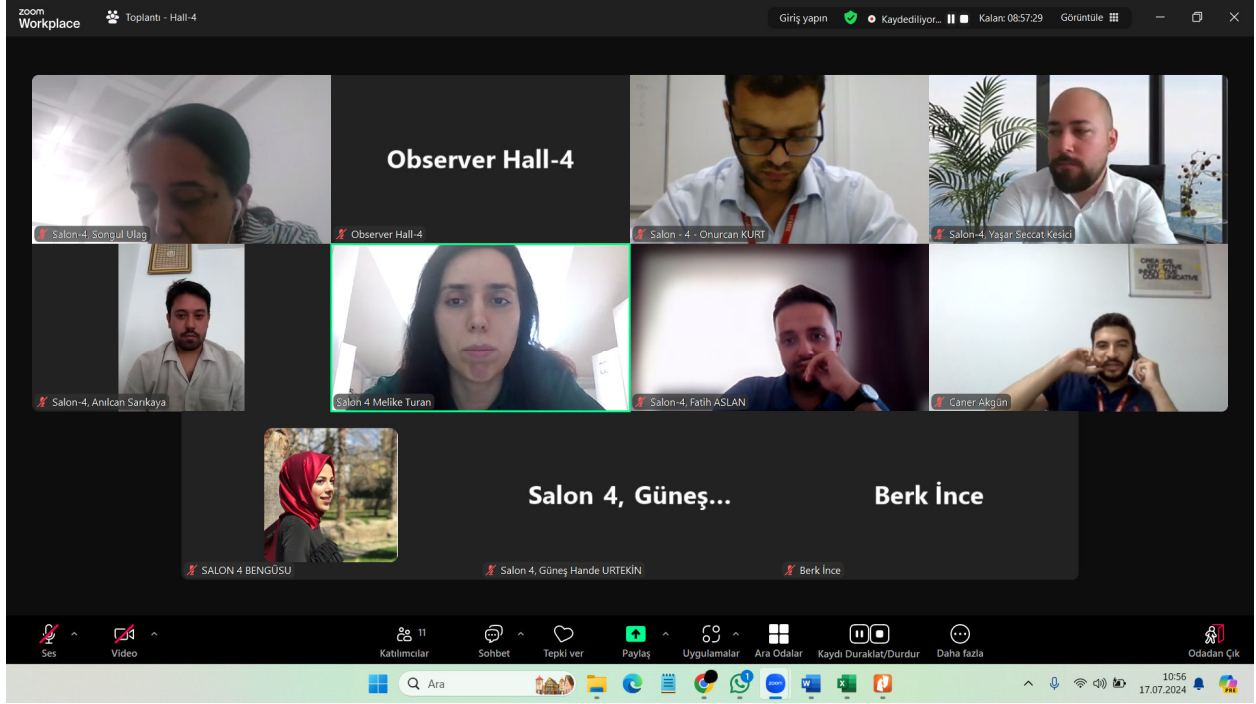 zoom
Workplace
Toplantı - Hall-4
Giriş yapın
Kaydediliyor...
Kalan: 08:57:29
Görüntüle
Salon-4, Songul Ulag
Observer Hall-4
Observer Hall-4
Salon - 4 - Onurcan KURT
Salon-4, Yaşar Seccat Kesici
Salon-4, Anılcan Sarıkaya
Salon 4 Melike Turan
Salon-4, Fatih ASLAN
Caner Akgün
SALON 4 BENGÜSU
Salon 4, Güneş...
Salon 4, Güneş Hande URTEKİN
Berk İnce
Berk İnce
Ses
Video
11
Katılımcılar
Sohbet
Tepki ver
Paylaş
Uygulamalar
Ara Odalar
Kaydı Duraklat/Durdur
Daha fazla
Odadan Çık
Ara
1
zoom
W
X
10:56
17.07.2024
PRE